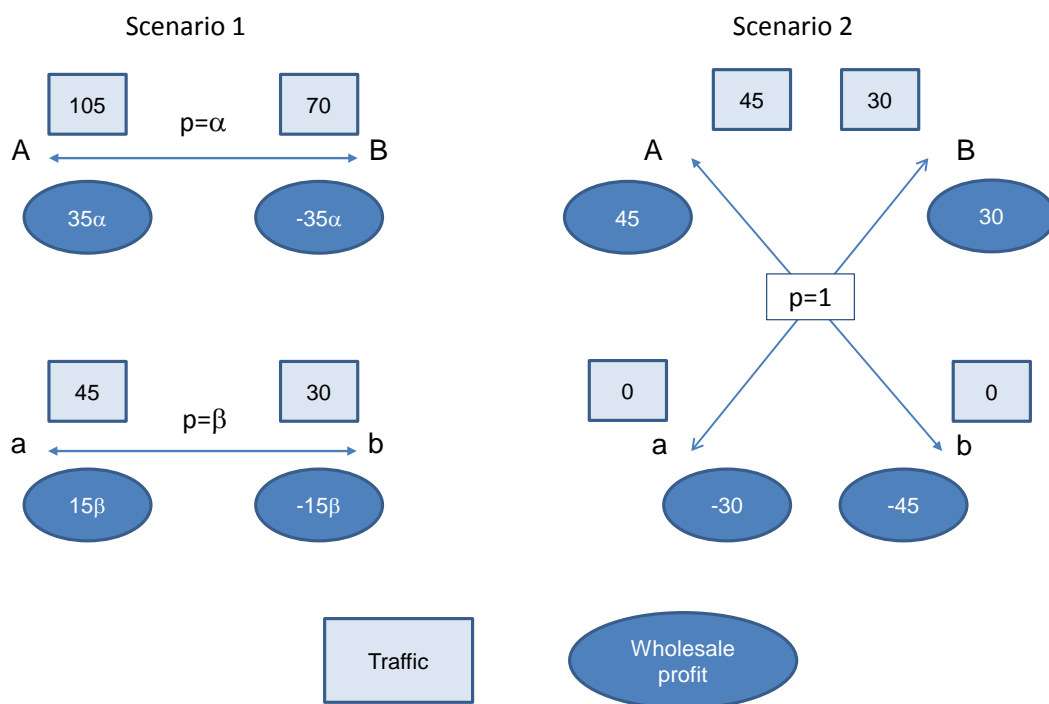 Scenario 1
Scenario 2
105
70
p=α
A
B
35α
-35α
45
30
p=β
a
b
15β
-15β
45
30
A
B
45
30
p=1
0
0
a
b
-30
-45
Traffic
Wholesale
profit